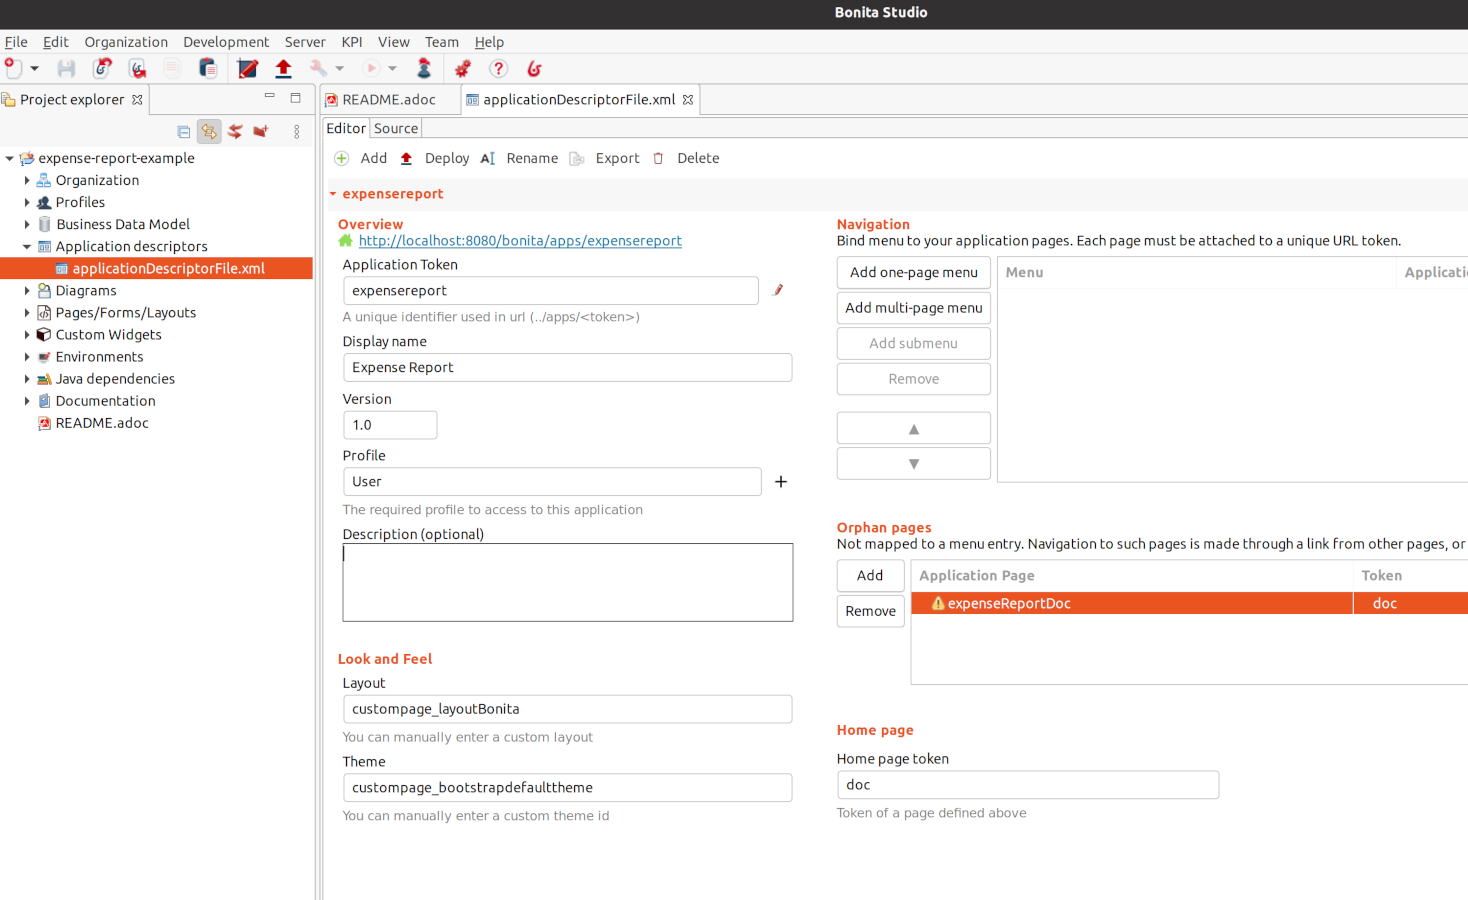 Bonita Studio
File Edit Organization Development Server KPI View Team Help
Project explorer
README.adoc
applicationDescriptorFile.xml
Editor Source
Add Deploy Rename Export Delete
expense-report-example
Organization
Profiles
Business Data Model
Application descriptors
applicationDescriptorFile.xml
Diagrams
Pages/Forms/Layouts
Custom Widgets
Environments
Java dependencies
Documentation
README.adoc
expensereport
Overview
http://localhost:8080/bonita/apps/expensereport
Application Token
expensereport
A unique identifier used in url (../apps/<token>)
Display name
Expense Report
Version
1.0
Profile
User
The required profile to access to this application
Description (optional)
Look and Feel
Layout
custompage_layoutBonita
You can manually enter a custom layout
Theme
custompage_bootstrapdefaulttheme
You can manually enter a custom theme id
Navigation
Bind menu to your application pages. Each page must be attached to a unique URL token.
Add one-page menu
Add multi-page menu
Add submenu
Remove
Menu Applicati
Orphan pages
Not mapped to a menu entry. Navigation to such pages is made through a link from other pages, or
Add
Remove
Application Page Token
expenseReportDoc doc
Home page
Home page token
doc
Token of a page defined above